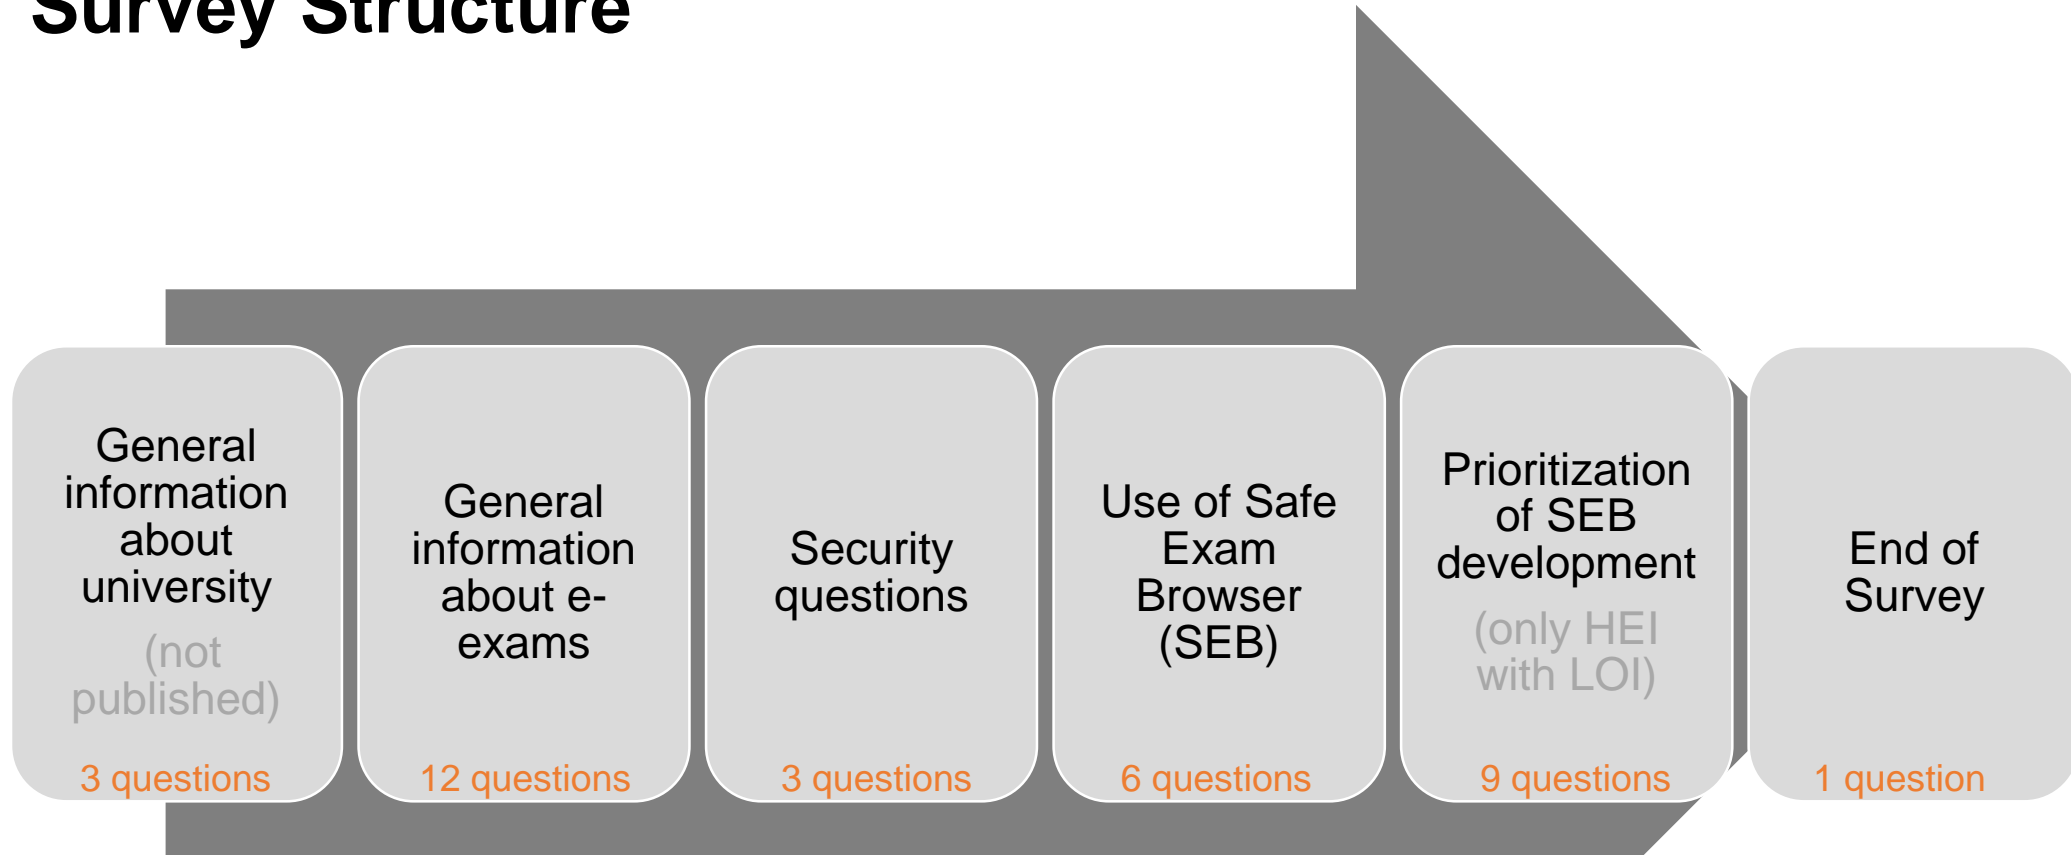 Survey Structure
General
information
about
university
(not
published)
3 questions
General
information
about e-
exams
12 questions
Security
questions
3 questions
Use of Safe
Exam
Browser
(SEB)
6 questions
Prioritization
of SEB
development
(only HEI
with LOI)
9 questions
End of
Survey
1 question